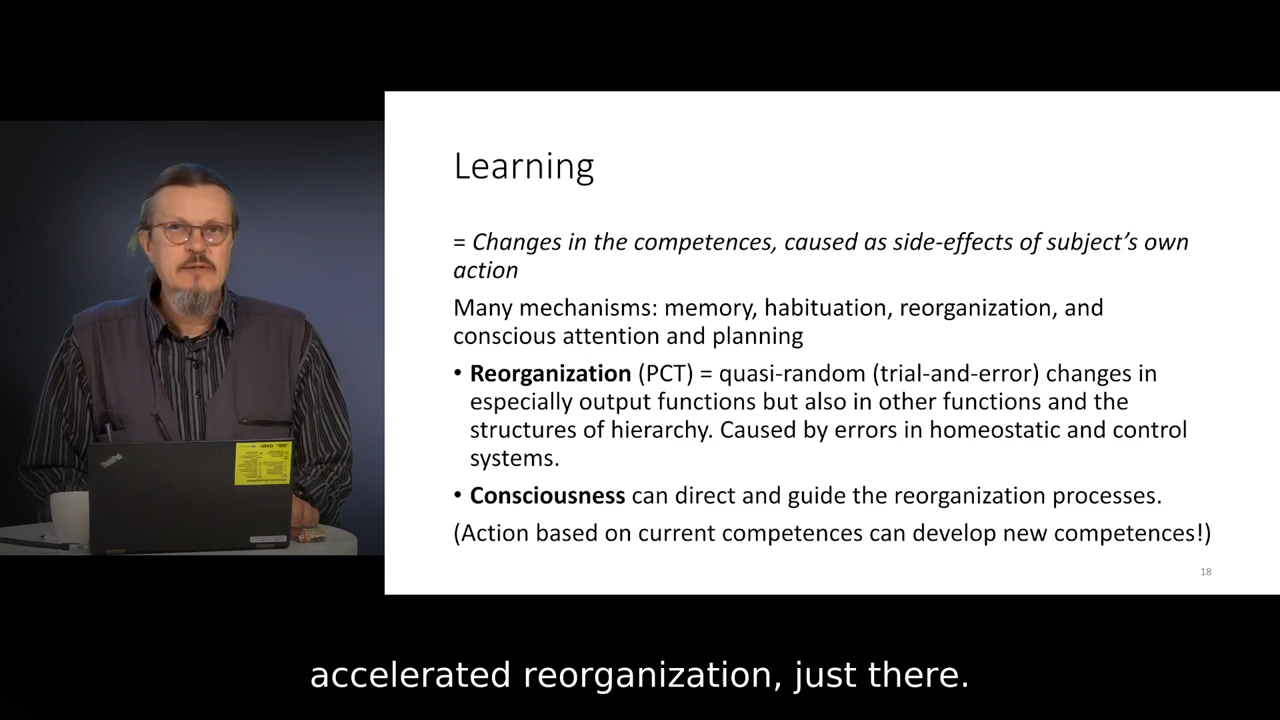 Learning
= Changes in the competences, caused as side-effects of subject’s own
action
Many mechanisms: memory, habituation, reorganization, and
conscious attention and planning
• Reorganization (PCT) = quasi-random (trial-and-error) changes in
especially output functions but also in other functions and the
structures of hierarchy. Caused by errors in homeostatic and control
systems.
• Consciousness can direct and guide the reorganization processes.
(Action based on current competences can develop new competences!)
18
ThinkPad
accelerated reorganization, just there.